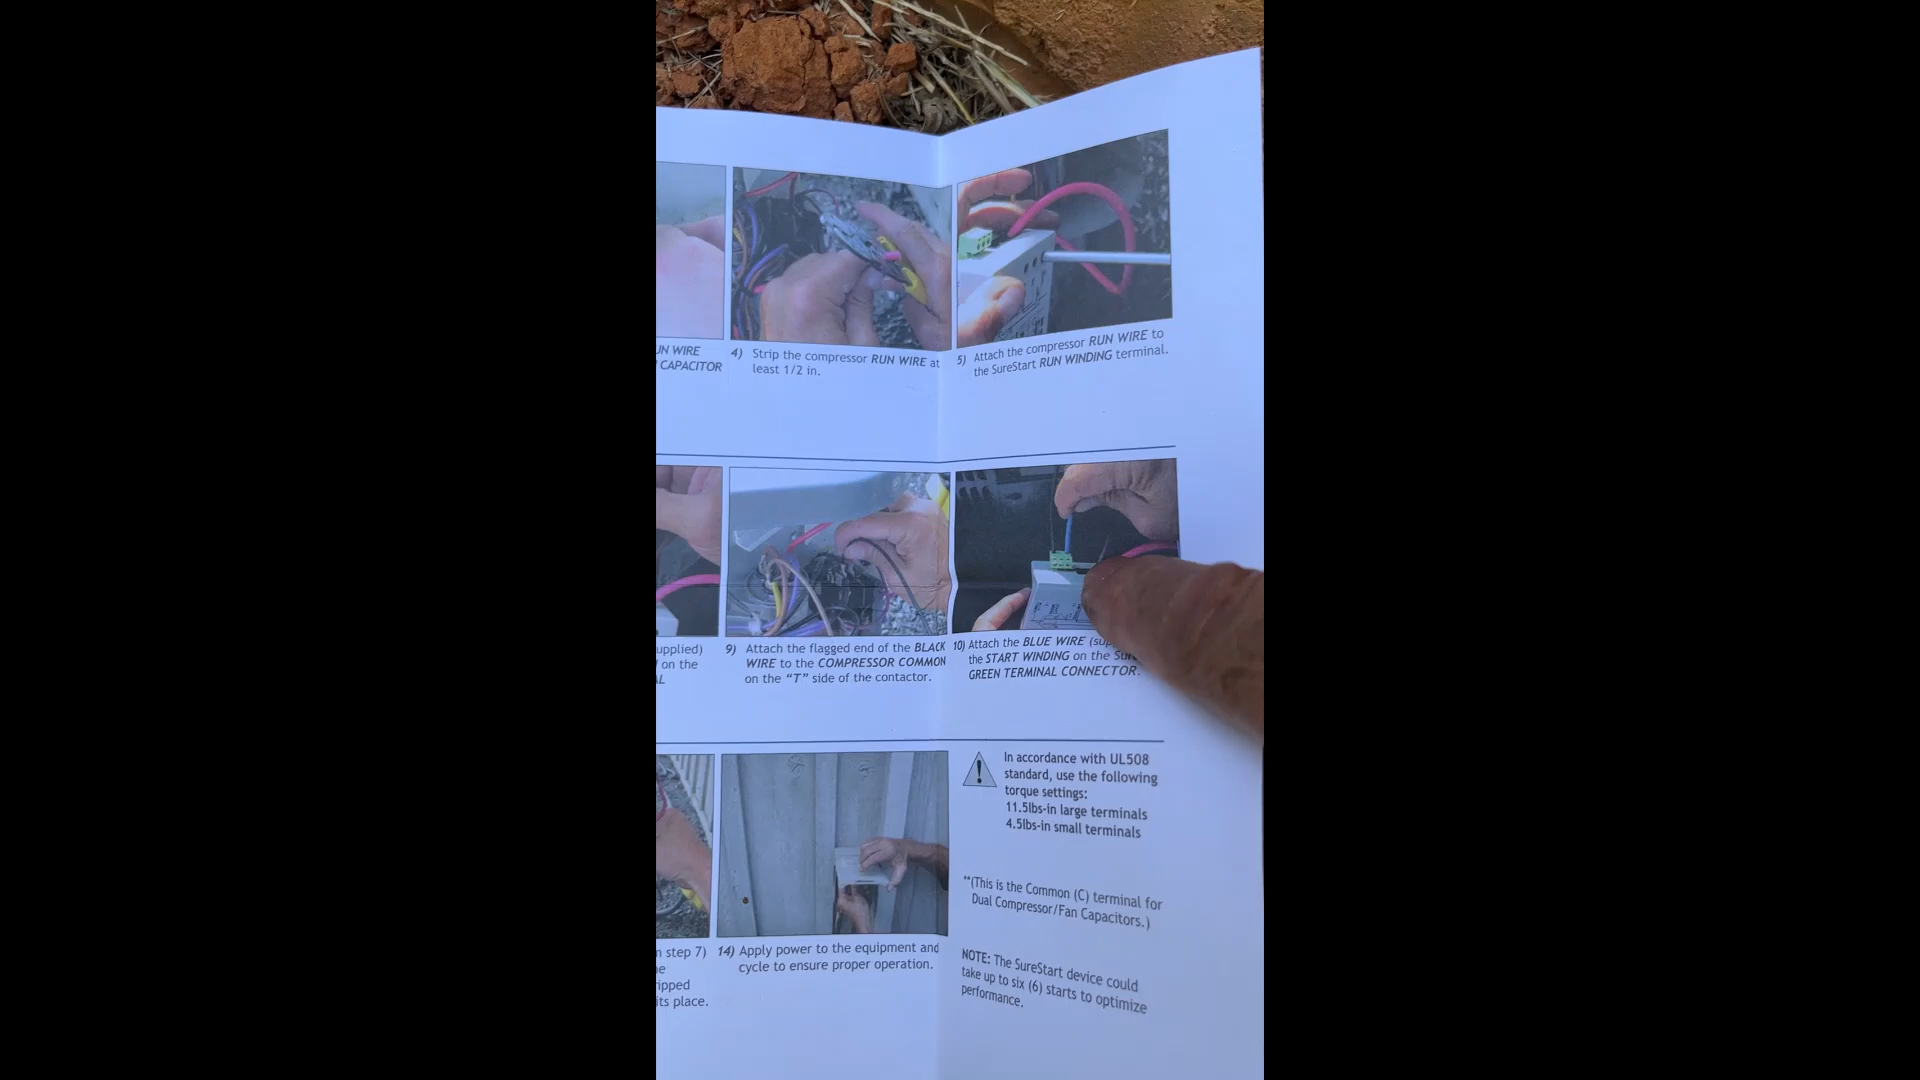 UN WIRE
CAPACITOR
4) Strip the compressor RUN WIRE at
least 1/2 in.
5) Attach the compressor RUN WIRE to
the SureStart RUN WINDING terminal.
upplied)
on the
9) Attach the flagged end of the BLACK
WIRE to the COMPRESSOR COMMON
on the “T” side of the contactor.
10) Attach the BLUE WIRE (sup
the START WINDING on the Sur
GREEN TERMINAL CONNECTOR.
step 7)
ipped
its place.
14) Apply power to the equipment and
cycle to ensure proper operation.
In accordance with UL508
standard, use the following
torque settings:
11.5lbs-in large terminals
4.5lbs-in small terminals
**(This is the Common (C) terminal for
Dual Compressor/Fan Capacitors.)
NOTE: The SureStart device could
take up to six (6) starts to optimize
performance.